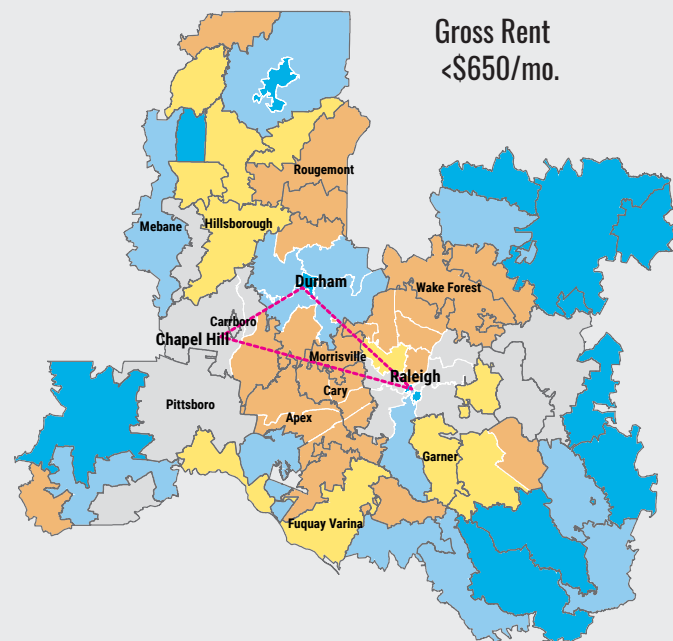 Gross Rent
<$650/mo.
Rougemont
Mebane
Hillsborough
Durham
Wake Forest
Carrboro
Chapel Hill
Morrisville
Raleigh
Cary
Pittsboro
Apex
Garner
Fuquay Varina